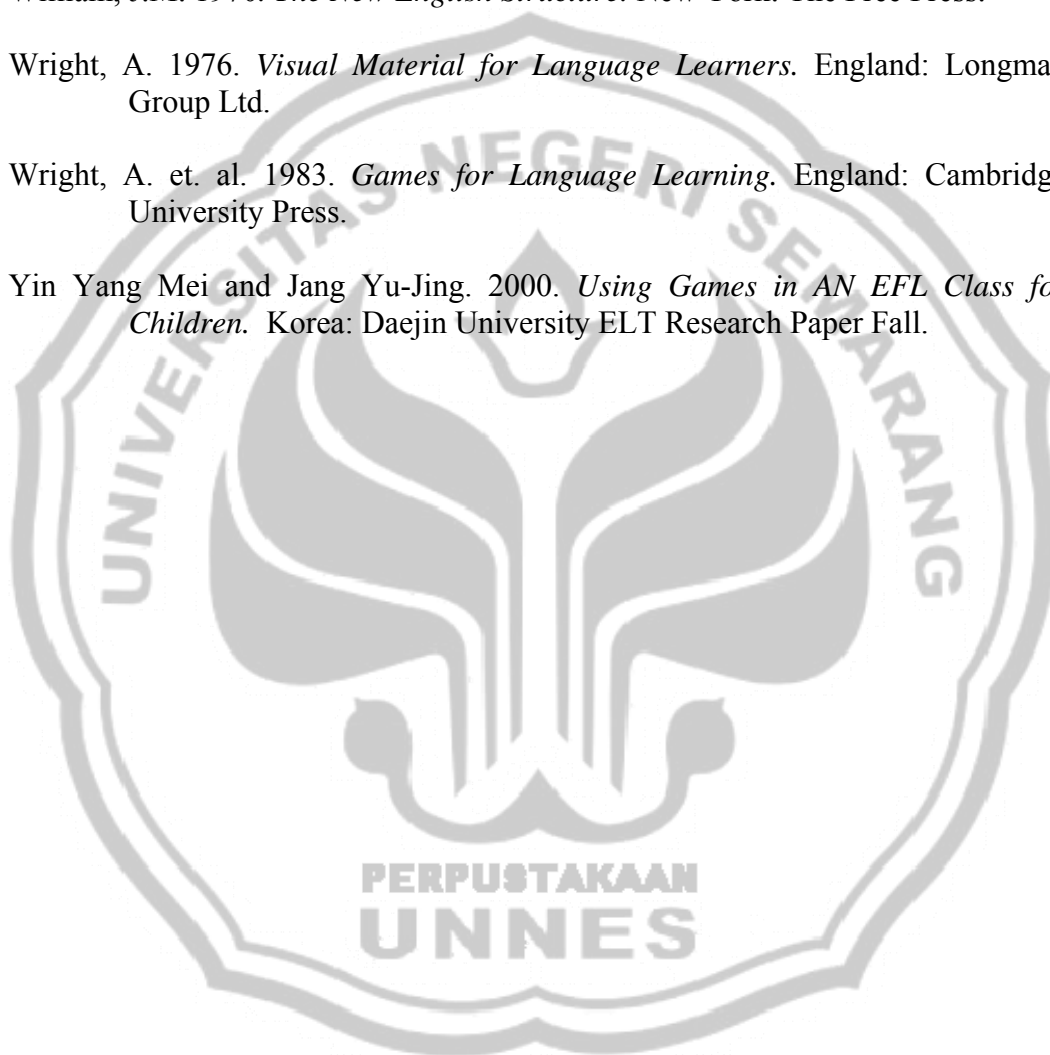 Wright, A. 1976. Visual Material for Language Learners. England: Longma
Group Ltd.
Wright, A. et. al. 1983. Games for Language Learning. England: Cambridg
University Press.
Yin Yang Mei and Jang Yu-Jing. 2000. Using Games in AN EFL Class fo
Children. Korea: Daejin University ELT Research Paper Fall.
UNIVERSITAS NEGERI SEMARANG
PERPUSTAKAAN
UNNES